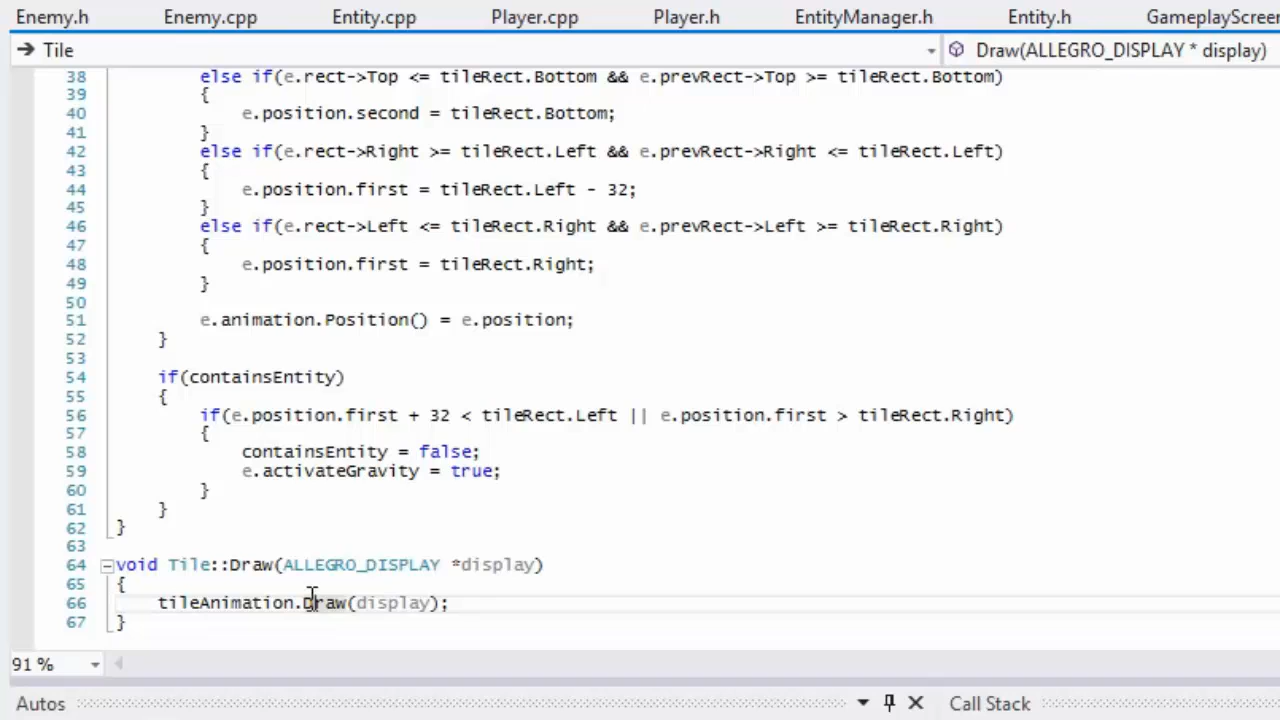 Enemy.h Enemy.cpp Entity.cpp Player.cpp Player.h EntityManager.h Entity.h GameplayScreen
Tile Draw(ALLEGRO_DISPLAY * display)
38 else if(e.rect->Top <= tileRect.Bottom && e.prevRect->Top >= tileRect.Bottom)
39 {
40 e.position.second = tileRect.Bottom;
41 }
42 else if(e.rect->Right >= tileRect.Left && e.prevRect->Right <= tileRect.Left)
43 {
44 e.position.first = tileRect.Left - 32;
45 }
46 else if(e.rect->Left <= tileRect.Right && e.prevRect->Left >= tileRect.Right)
47 {
48 e.position.first = tileRect.Right;
49 }
50
51 e.animation.Position() = e.position;
52 }
53
54 if(containsEntity)
55 {
56 if(e.position.first + 32 < tileRect.Left || e.position.first > tileRect.Right)
57 {
58 containsEntity = false;
59 e.activateGravity = true;
60 }
61 }
62 }
63
64 void Tile::Draw(ALLEGRO_DISPLAY *display)
65 {
66 tileAnimation.Draw(display);
67 }
91 %
Autos Call Stack